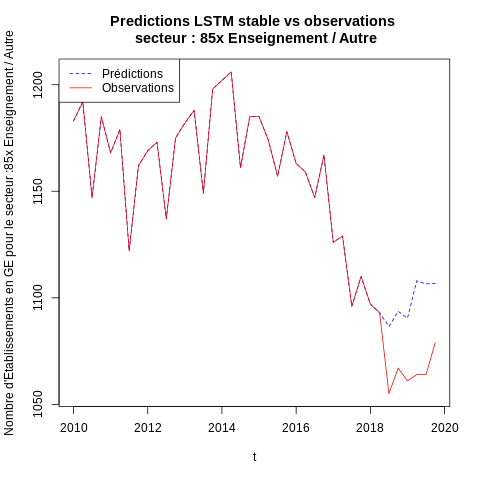 Predictions LSTM stable vs observations
secteur : 85x Enseignement / Autre
Nombre d'Etablissements en GE pour le secteur :85x Enseignement / Autre
Prédictions
Observations
1200
1150
1100
1050
2010 2012 2014 2016 2018 2020
t